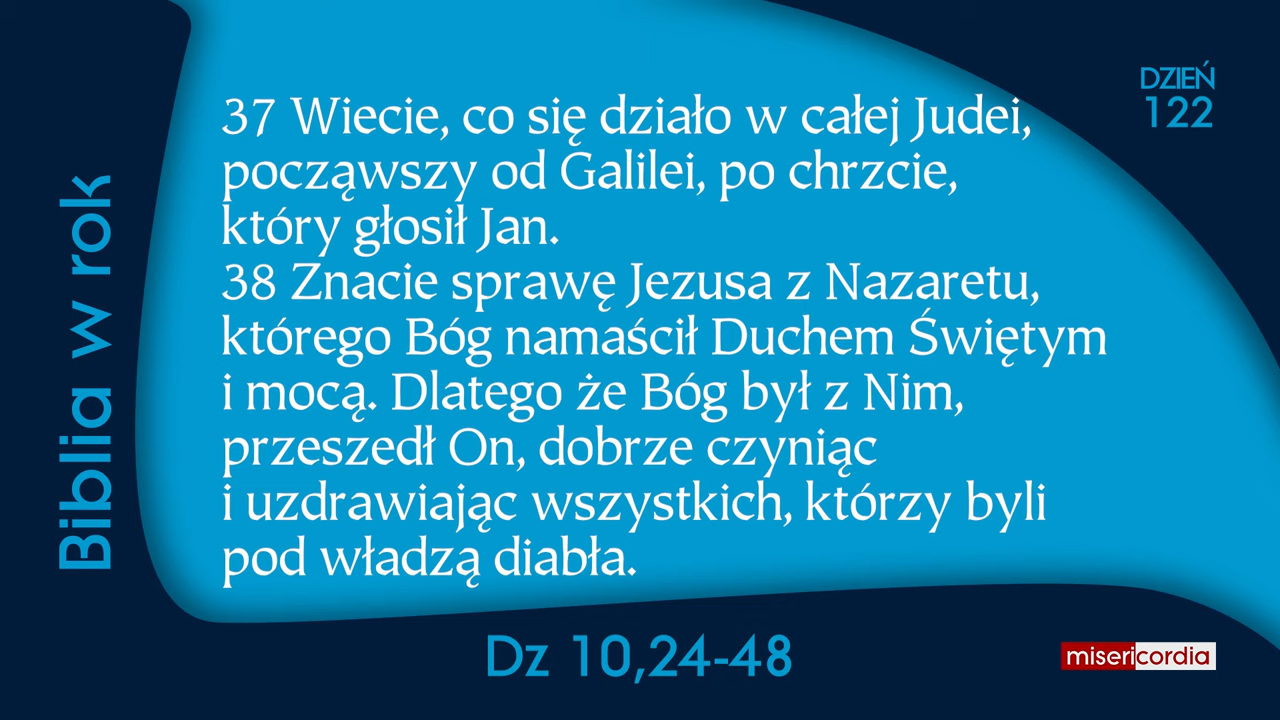 DZIEŃ
122
37 Wiecie, co się działo w całej Judei,
począwszy od Galilei, po chrzcie,
który głosił Jan.
38 Znacie sprawę Jezusa z Nazaretu,
którego Bóg namaścił Duchem Świętym
i mocą. Dlatego że Bóg był z Nim,
przeszedł On, dobrze czyniąc
i uzdrawiając wszystkich, którzy byli
pod władzą diabła.
Biblia w rok
Dz 10,24-48
misericordia